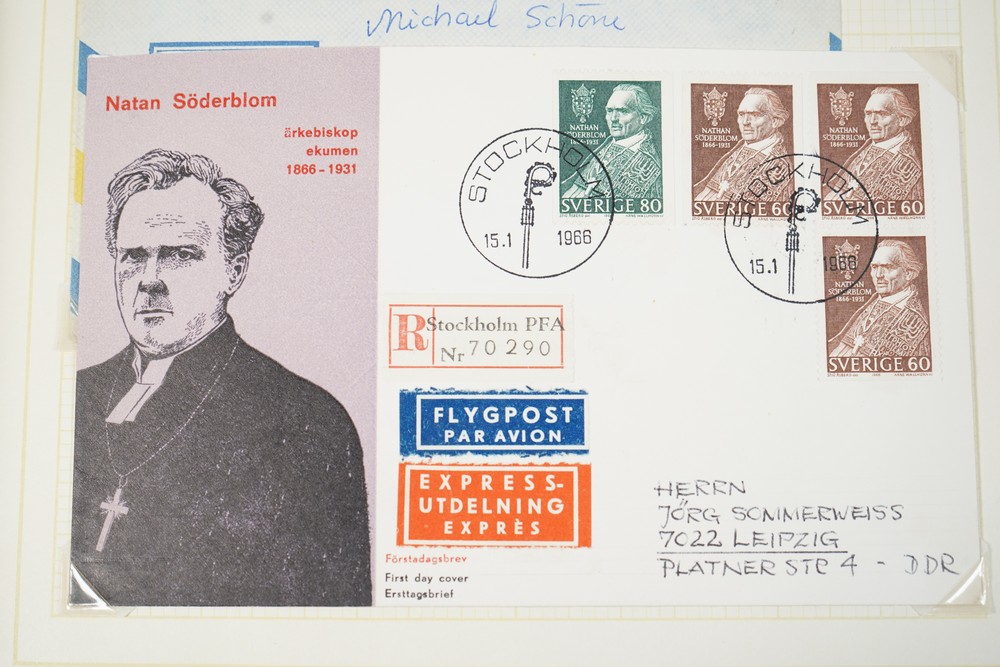 Michael Schöne
Natan Söderblom
ärkebiskop
ekumen
1866-1931
NATHAN
SÖDERBLOM
1866-1931
SVERIGE 80
NATHAN
SÖDERBLOM
1866-1931
SVERIGE 60
NATHAN
SÖDERBLOM
1866-1931
SVERIGE 60
STOCKHOLM
15.1 1966
STOCKHOLM
15.1 1966
NATHAN
SÖDERBLOM
1866-1931
SVERIGE 60
R Stockholm PFA
Nr 70 290
FLYGPOST
PAR AVION
EXPRESS-
UTDELNING
EXPRÈS
Förstadagsbrev
First day cover
Ersttagsbrief
HERRN
JÖRG SOMMERWEISS
7022 LEIPZIG
PLATNER STR 4 - DDR